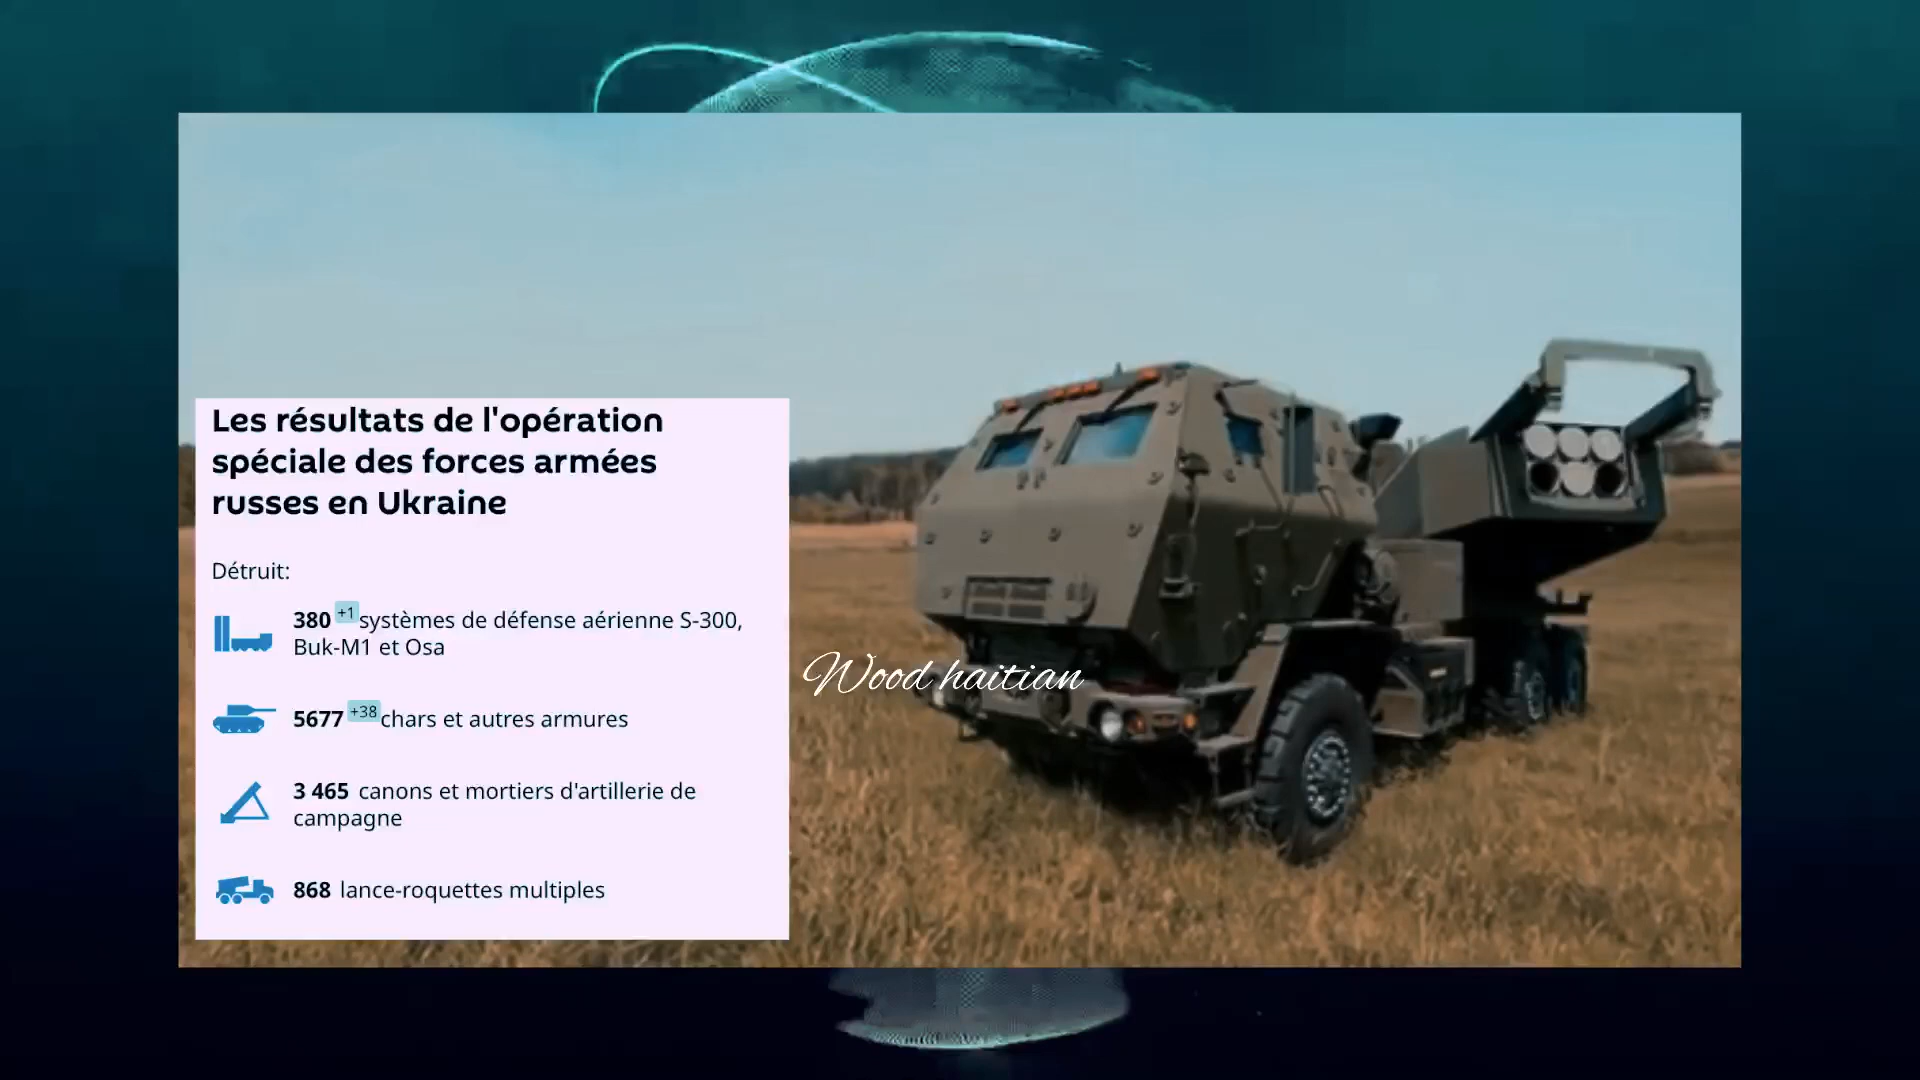 Les résultats de l'opération
spéciale des forces armées
russes en Ukraine
Détruit:
380 +1 systèmes de défense aérienne S-300,
Buk-M1 et Osa
5677 +38 chars et autres armures
3 465 canons et mortiers d'artillerie de
campagne
868 lance-roquettes multiples
Wood haitian